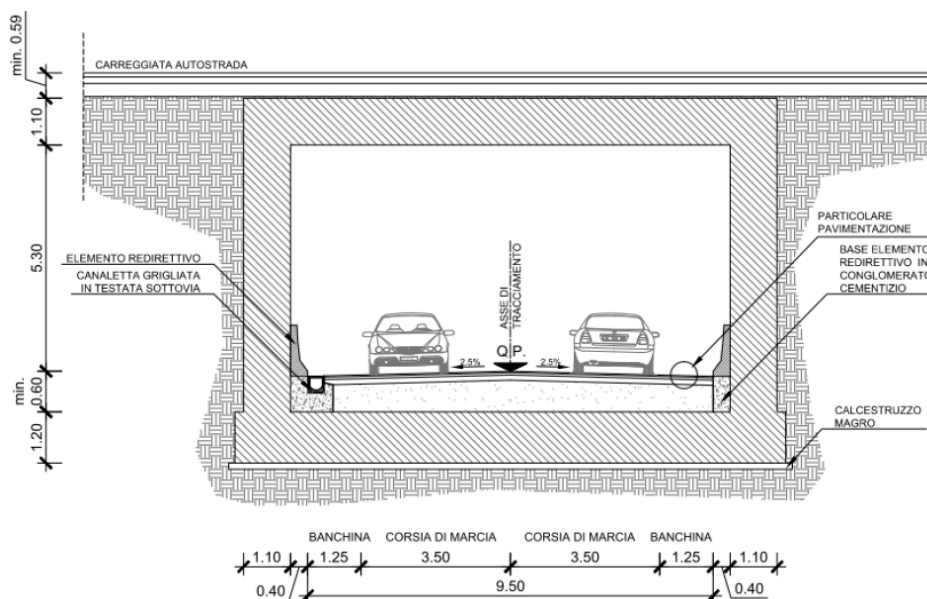 min. 0.59
CARREGGIATA AUTOSTRADA
1.10
5.30
min.
0.60
1.20
ELEMENTO REDIRETTIVO
CANALETTA GRIGLIATA
IN TESTATA SOTTOVIA
ASSE DI
TRACCIAMENTO
Q.P.
2.5%
2.5%
PARTICOLARE
PAVIMENTAZIONE
BASE ELEMENTO
REDIRETTIVO IN
CONGLOMERATO
CEMENTIZIO
CALCESTRUZZO
MAGRO
BANCHINA CORSIA DI MARCIA CORSIA DI MARCIA BANCHINA
1.10 1.25 3.50 3.50 1.25 1.10
0.40 9.50 0.40